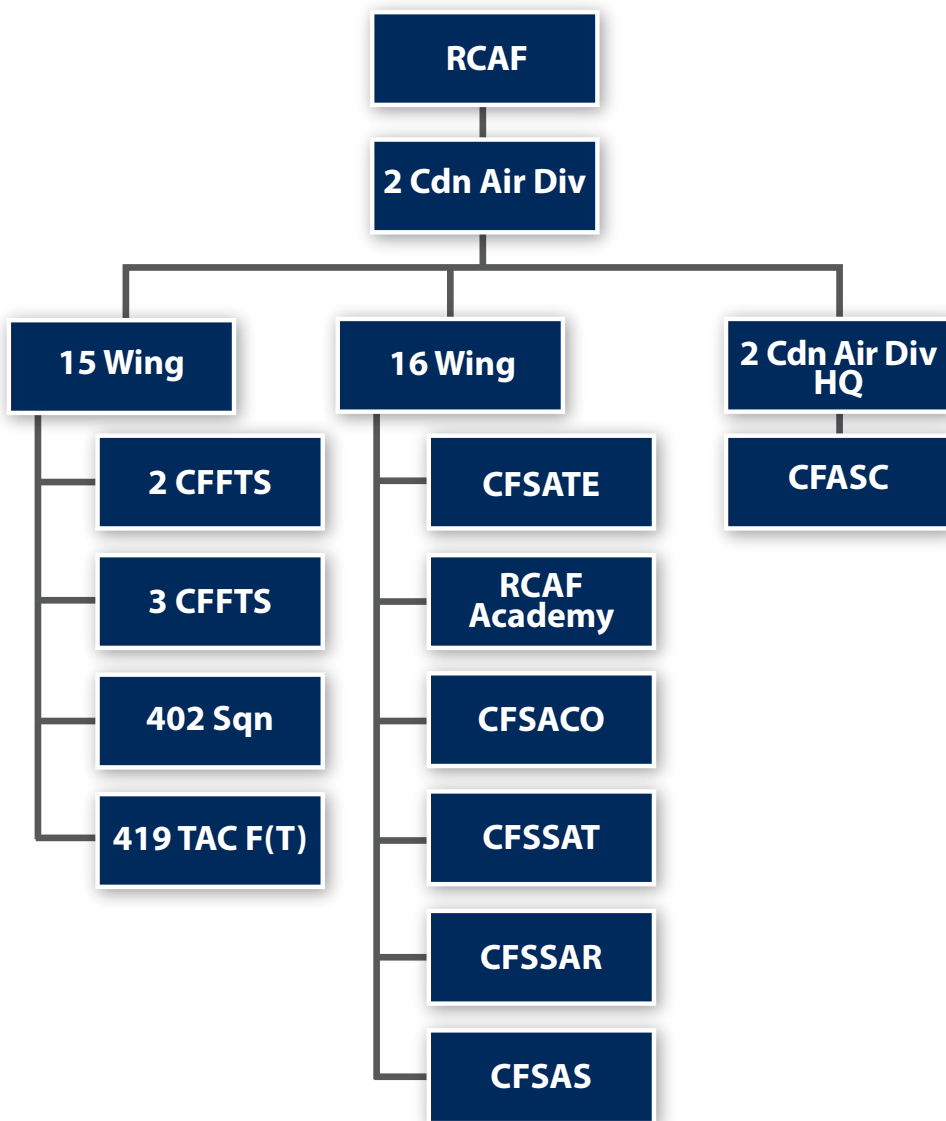 RCAF
2 Cdn Air Div
15 Wing
2 CFFTS
3 CFFTS
402 Sqn
419 TAC F(T)
16 Wing
CFSATE
RCAF
Academy
CFSACO
CFSSAT
CFSSAR
CFSAS
2 Cdn Air Div
HQ
CFASC